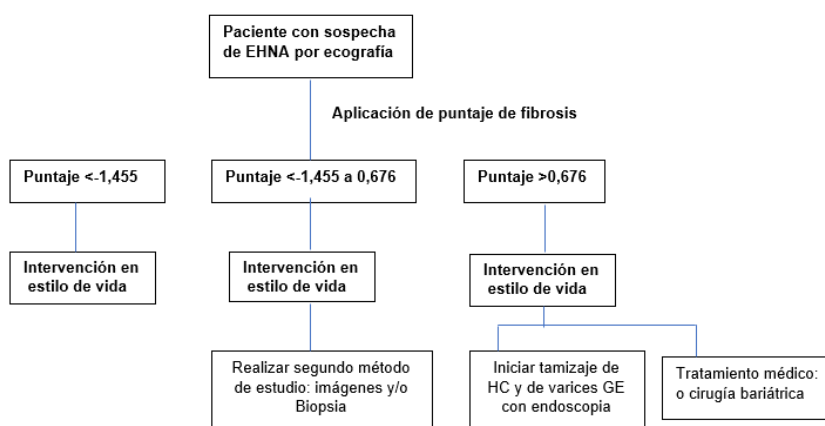 Paciente con sospecha
de EHNA por ecografía
Aplicación de puntaje de fibrosis
Puntaje <-1,455
Puntaje <-1,455 a 0,676
Puntaje >0,676
Intervención en
estilo de vida
Intervención en
estilo de vida
Intervención en
estilo de vida
Realizar segundo método
de estudio: imágenes y/o
Biopsia
Iniciar tamizaje de
HC y de varices GE
con endoscopia
Tratamiento médico:
o cirugía bariátrica